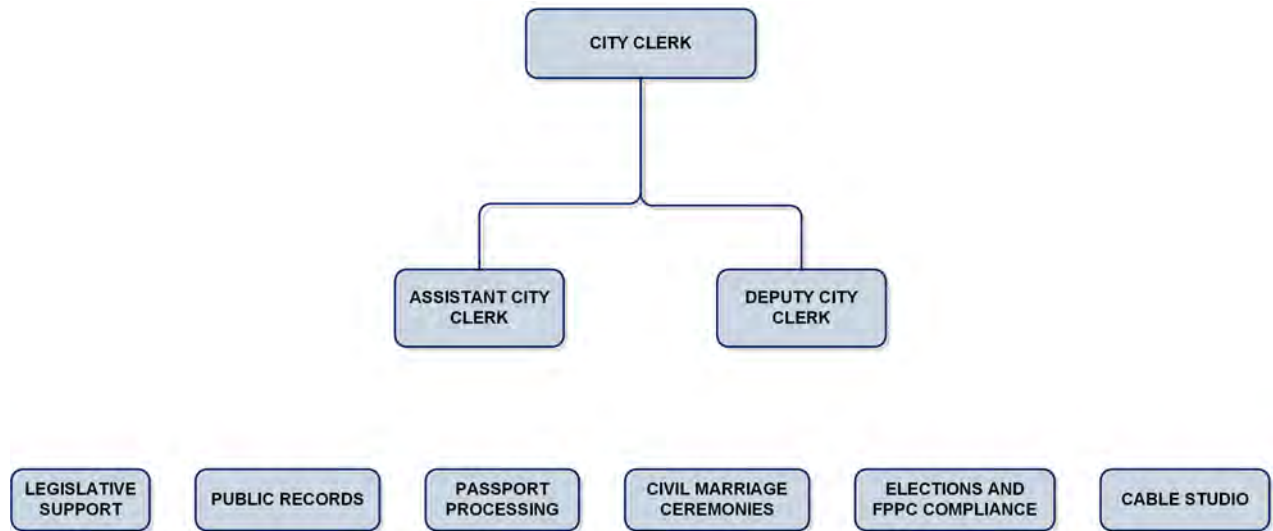 CITY CLERK
ASSISTANT CITY
CLERK
DEPUTY CITY
CLERK
LEGISLATIVE
SUPPORT
PUBLIC RECORDS
PASSPORT
PROCESSING
CIVIL MARRIAGE
CEREMONIES
ELECTIONS AND
FPPC COMPLIANCE
CABLE STUDIO